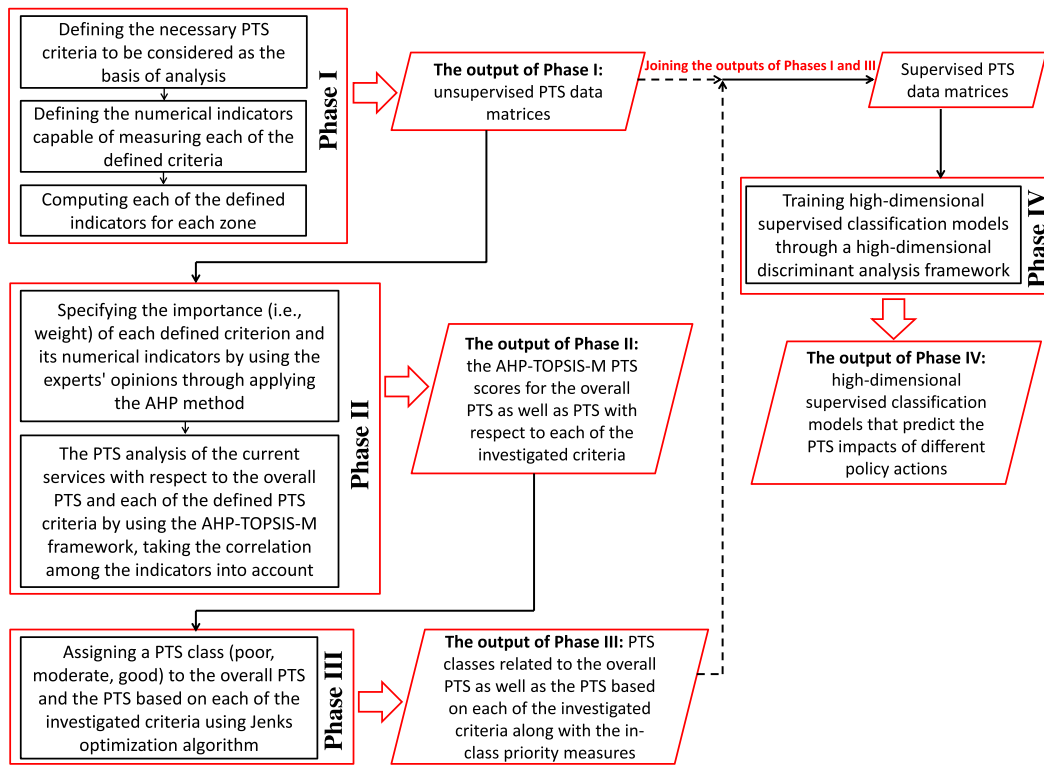 Defining the necessary PTS
criteria to be considered as the
basis of analysis
Defining the numerical indicators
capable of measuring each of the
defined criteria
Computing each of the defined
indicators for each zone
Phase I
The output of Phase I:
unsupervised PTS data
matrices
Joining the outputs of Phases I and III
Supervised PTS
data matrices
Training high-dimensional
supervised classification models
through a high-dimensional
discriminant analysis framework
Phase IV
The output of Phase IV:
high-dimensional
supervised classification
models that predict the
PTS impacts of different
policy actions
Specifying the importance (i.e.,
weight) of each defined criterion and
its numerical indicators by using the
experts' opinions through applying
the AHP method
The PTS analysis of the current
services with respect to the overall
PTS and each of the defined PTS
criteria by using the AHP-TOPSIS-M
framework, taking the correlation
among the indicators into account
Phase II
The output of Phase II:
the AHP-TOPSIS-M PTS
scores for the overall
PTS as well as PTS with
respect to each of the
investigated criteria
Assigning a PTS class (poor,
moderate, good) to the overall PTS
and the PTS based on each of the
investigated criteria using Jenks
optimization algorithm
Phase III
The output of Phase III: PTS
classes related to the overall
PTS as well as the PTS based
on each of the investigated
criteria along with the in-
class priority measures